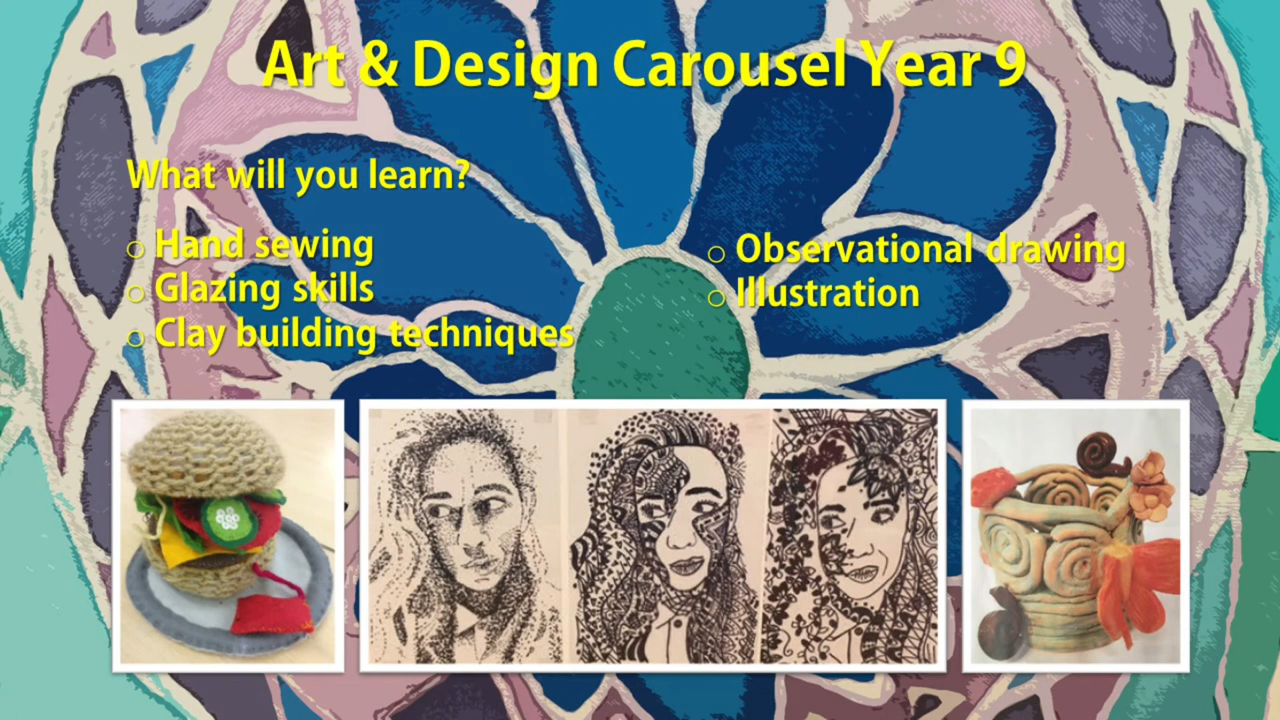 Art & Design Carousel Year 9
What will you learn?
○ Hand sewing
○ Glazing skills
○ Clay building techniques
○ Observational drawing
○ Illustration